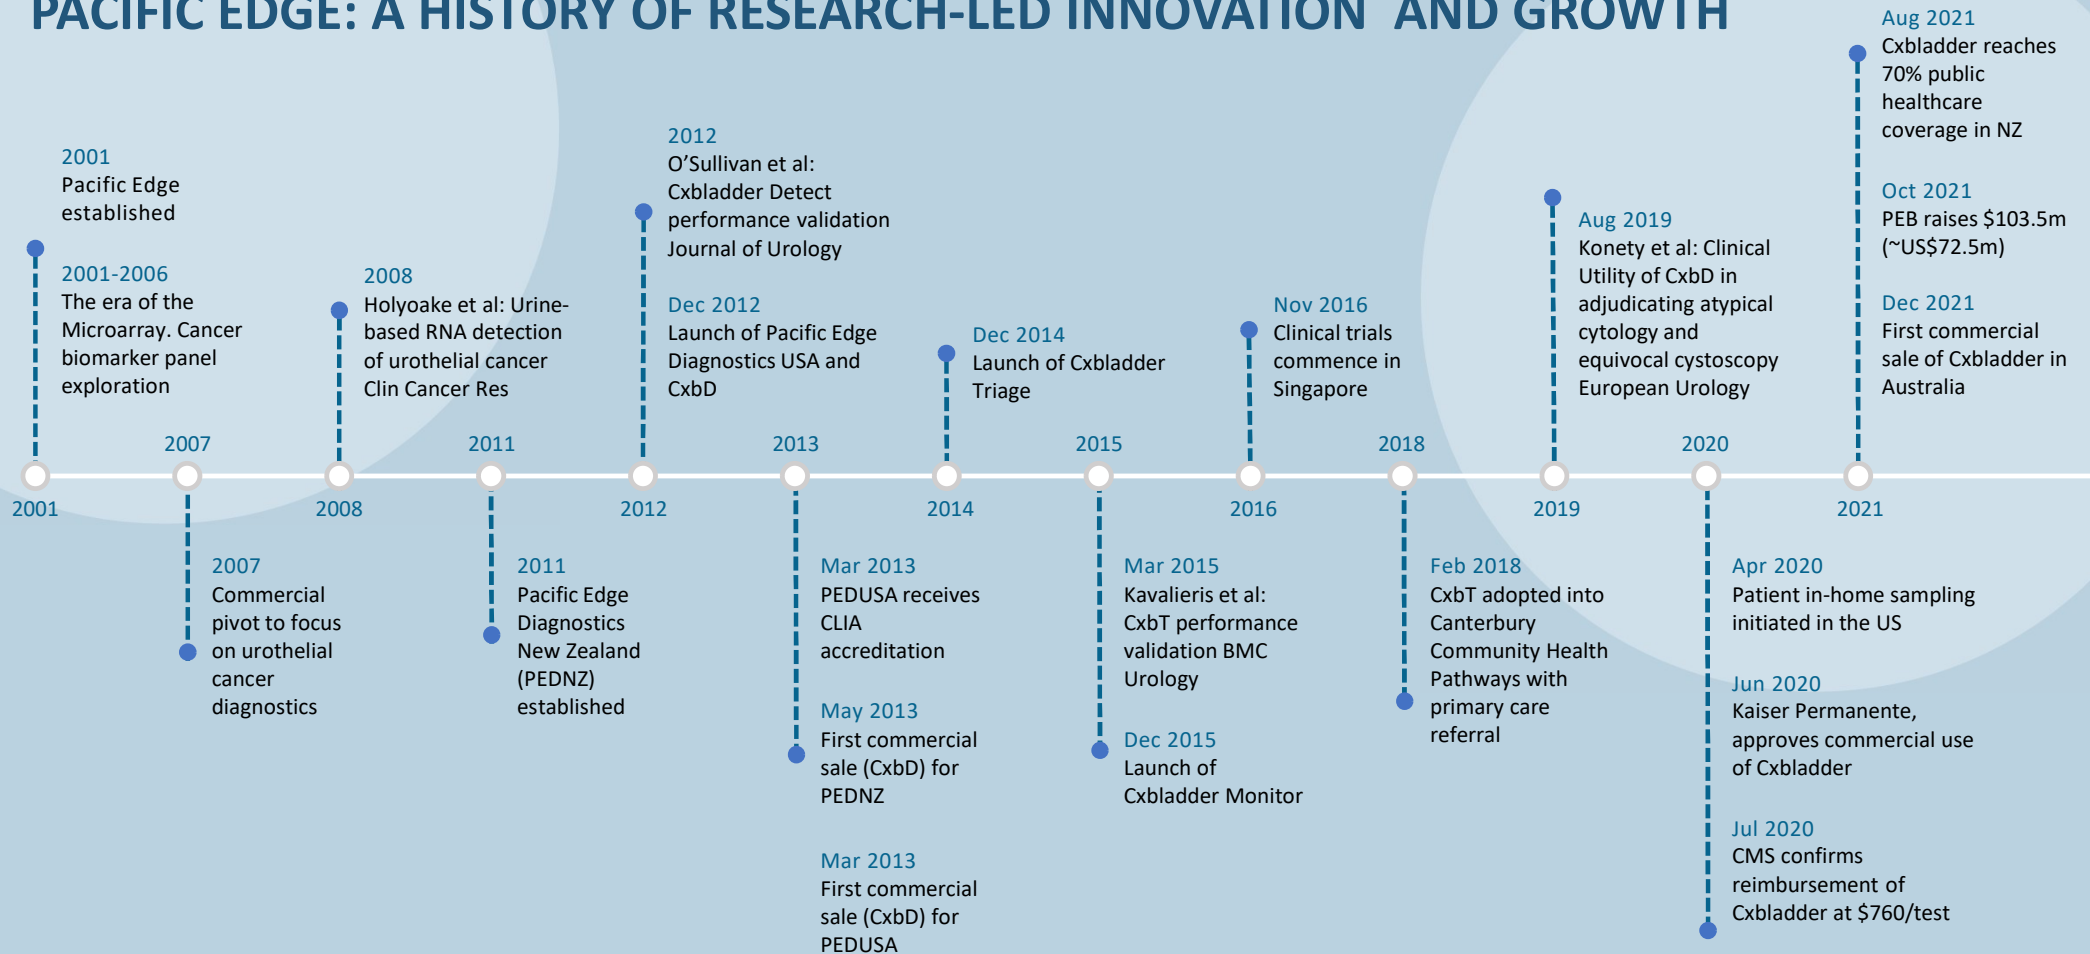 PACIFIC EDGE: A HISTORY OF RESEARCH-LED INNOVATION AND GROWTH
2001
Pacific Edge
established
2001-2006
The era of the
Microarray. Cancer
biomarker panel
exploration
2008
Holyoake et al: Urine-
based RNA detection
of urothelial cancer
Clin Cancer Res
2012
O’Sullivan et al:
Cxbladder Detect
performance validation
Journal of Urology
Dec 2012
Launch of Pacific Edge
Diagnostics USA and
CxbD
Dec 2014
Launch of Cxbladder
Triage
Nov 2016
Clinical trials
commence in
Singapore
Aug 2019
Konety et al: Clinical
Utility of CxbD in
adjudicating atypical
cytology and
equivocal cystoscopy
European Urology
Aug 2021
Cxbladder reaches
70% public
healthcare
coverage in NZ
Oct 2021
PEB raises $103.5m
(~US$72.5m)
Dec 2021
First commercial
sale of Cxbladder in
Australia
2007
2011
2013
2015
2018
2020
2001
2008
2012
2014
2016
2019
2021
2007
Commercial
pivot to focus
on urothelial
cancer
diagnostics
2011
Pacific Edge
Diagnostics
New Zealand
(PEDNZ)
established
Mar 2013
PEDUSA receives
CLIA
accreditation
May 2013
First commercial
sale (CxbD) for
PEDNZ
Mar 2013
First commercial
sale (CxbD) for
PEDUSA
Mar 2015
Kavalieris et al:
CxbT performance
validation BMC
Urology
Dec 2015
Launch of
Cxbladder Monitor
Feb 2018
CxbT adopted into
Canterbury
Community Health
Pathways with
primary care
referral
Apr 2020
Patient in-home sampling
initiated in the US
Jun 2020
Kaiser Permanente,
approves commercial use
of Cxbladder
Jul 2020
CMS confirms
reimbursement of
Cxbladder at $760/test